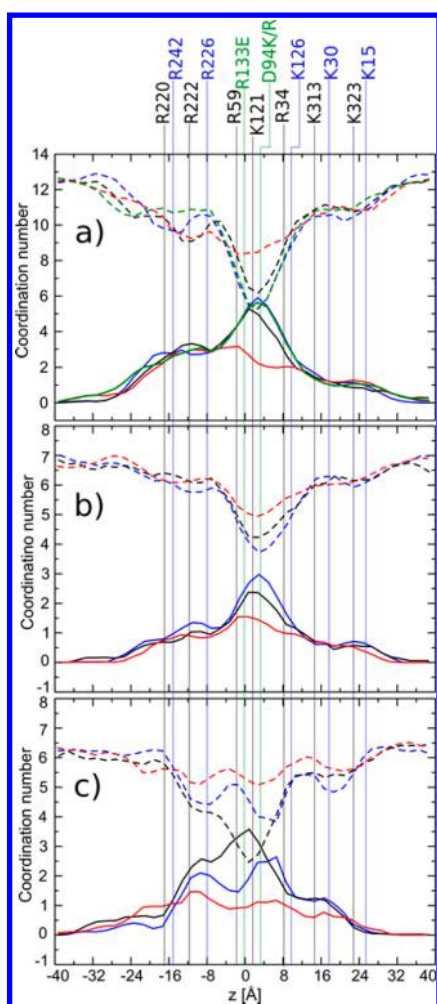 R220
R242
R222
R226
R59
R133E
K121
D94K/R
R34
K126
K313
K30
K323
K15
14
12
10
8
6
4
2
0
Coordination number
a)
8
7
6
5
4
3
2
1
0
-1
Coordinatino number
b)
9
8
7
6
5
4
3
2
1
0
-1
Coordination number
c)
-40 -32 -24 -16 -8 0 8 16 24 32 40
z [Å]